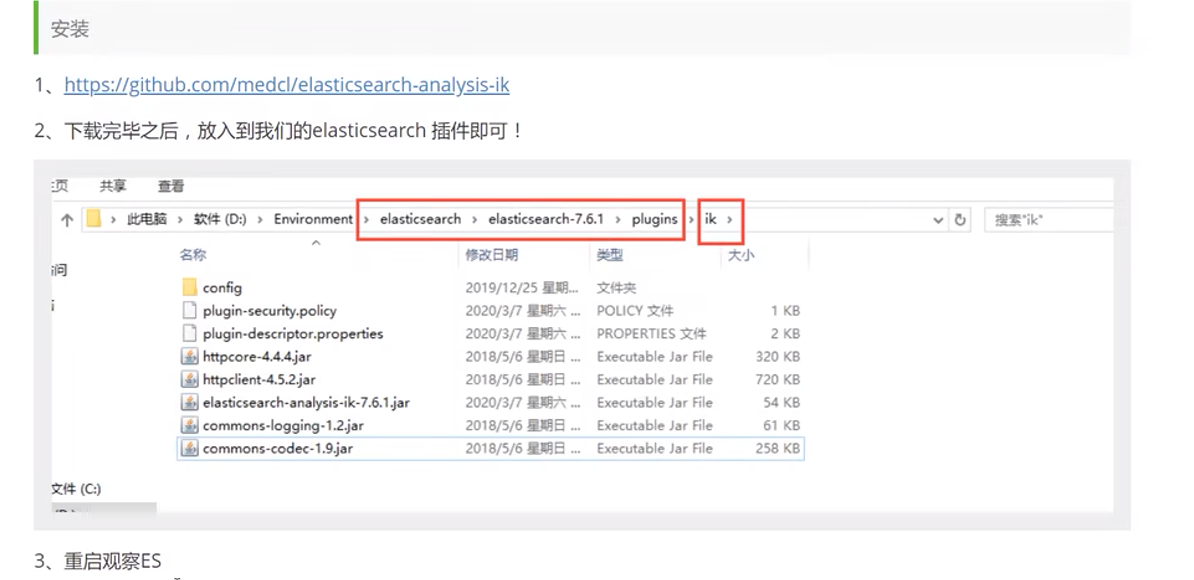 安装
1、https://github.com/medcl/elasticsearch-analysis-ik
2、下载完毕之后，放入到我们的elasticsearch 插件即可！
页 共享 查看
此电脑 › 软件 (D:) › Environment › elasticsearch › elasticsearch-7.6.1 › plugins › ik › 搜索"ik"
名称 修改日期 类型 大小
问
config 2019/12/25 星期... 文件夹
plugin-security.policy 2020/3/7 星期六 ... POLICY 文件 1 KB
plugin-descriptor.properties 2020/3/7 星期六 ... PROPERTIES 文件 2 KB
httpcore-4.4.4.jar 2018/5/6 星期日 ... Executable Jar File 320 KB
httpclient-4.5.2.jar 2018/5/6 星期日 ... Executable Jar File 720 KB
elasticsearch-analysis-ik-7.6.1.jar 2020/3/7 星期六 ... Executable Jar File 54 KB
commons-logging-1.2.jar 2018/5/6 星期日 ... Executable Jar File 61 KB
commons-codec-1.9.jar 2018/5/6 星期日 ... Executable Jar File 258 KB
文件 (C:)
3、重启观察ES